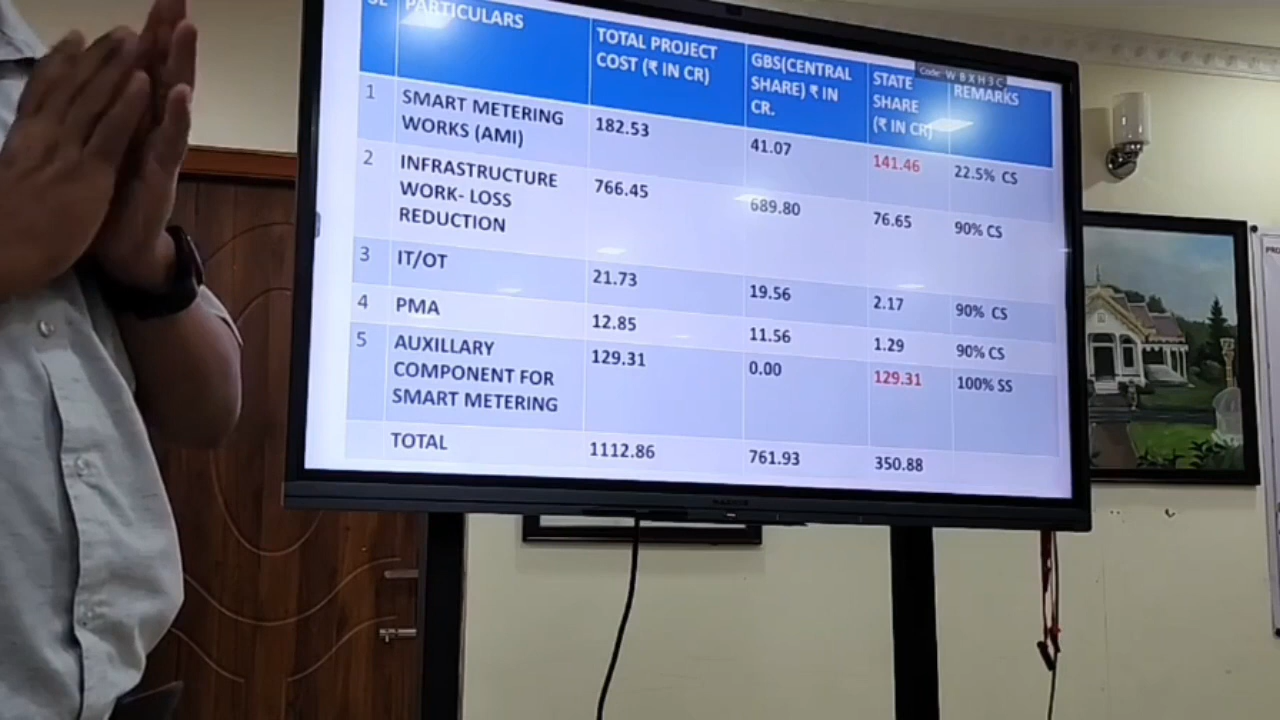 SL PARTICULARS TOTAL PROJECT COST (₹ IN CR) GBS(CENTRAL SHARE) ₹ IN CR. STATE SHARE (₹ IN CR) REMARKS
Code: W B X H 3 C
1 SMART METERING WORKS (AMI) 182.53 41.07 141.46 22.5% CS
2 INFRASTRUCTURE WORK- LOSS REDUCTION 766.45 689.80 76.65 90% CS
3 IT/OT 21.73 19.56 2.17 90% CS
4 PMA 12.85 11.56 1.29 90% CS
5 AUXILLARY COMPONENT FOR SMART METERING 129.31 0.00 129.31 100% SS
TOTAL 1112.86 761.93 350.88